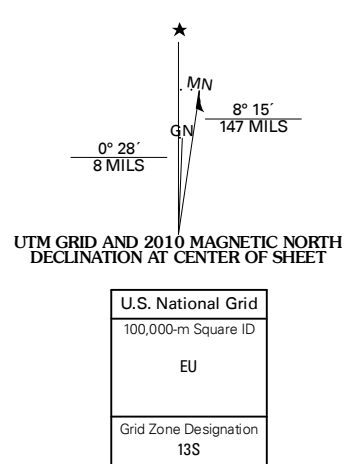 ★
MN
8° 15´
147 MILS
GN
0° 28´
8 MILS
UTM GRID AND 2010 MAGNETIC NORTH
DECLINATION AT CENTER OF SHEET
U.S. National Grid
100,000-m Square ID
EU
Grid Zone Designation
13S